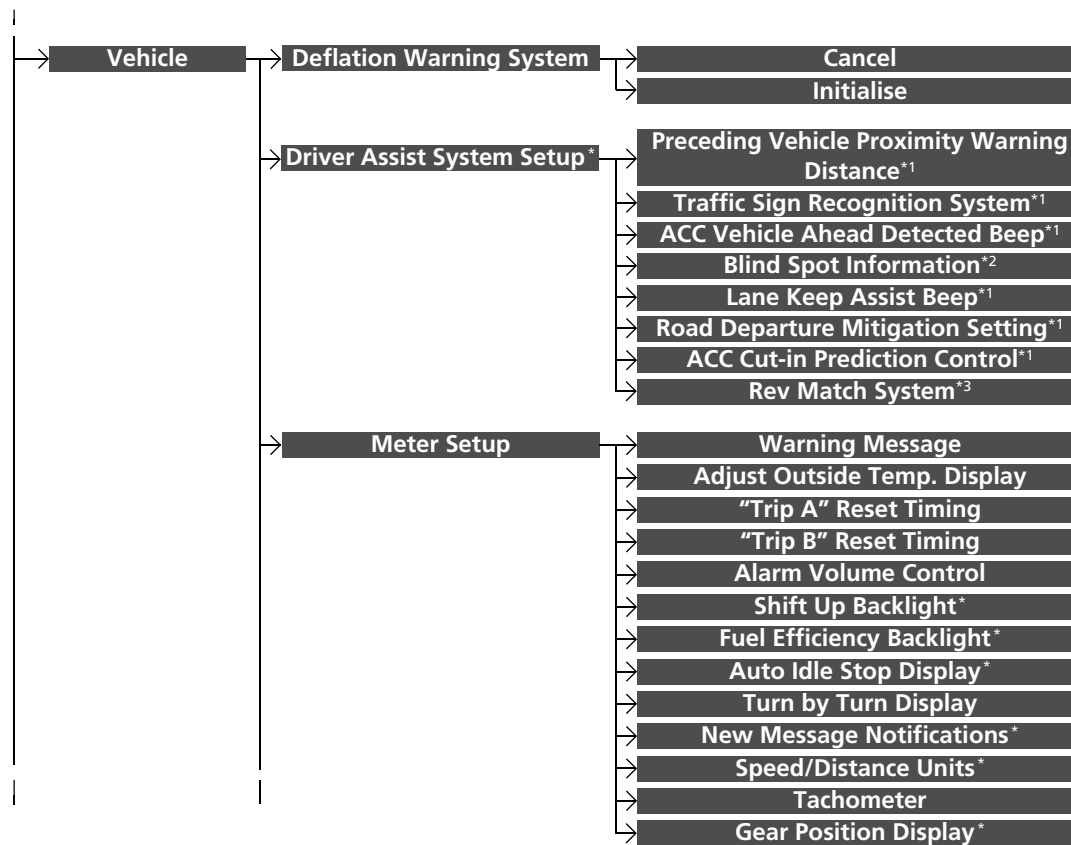 Vehicle
Deflation Warning System
Cancel
Initialise
Driver Assist System Setup*
Preceding Vehicle Proximity Warning
Distance*1
Traffic Sign Recognition System*1
ACC Vehicle Ahead Detected Beep*1
Blind Spot Information*2
Lane Keep Assist Beep*1
Road Departure Mitigation Setting*1
ACC Cut-in Prediction Control*1
Rev Match System*3
Meter Setup
Warning Message
Adjust Outside Temp. Display
“Trip A” Reset Timing
“Trip B” Reset Timing
Alarm Volume Control
Shift Up Backlight*
Fuel Efficiency Backlight*
Auto Idle Stop Display*
Turn by Turn Display
New Message Notifications*
Speed/Distance Units*
Tachometer
Gear Position Display*